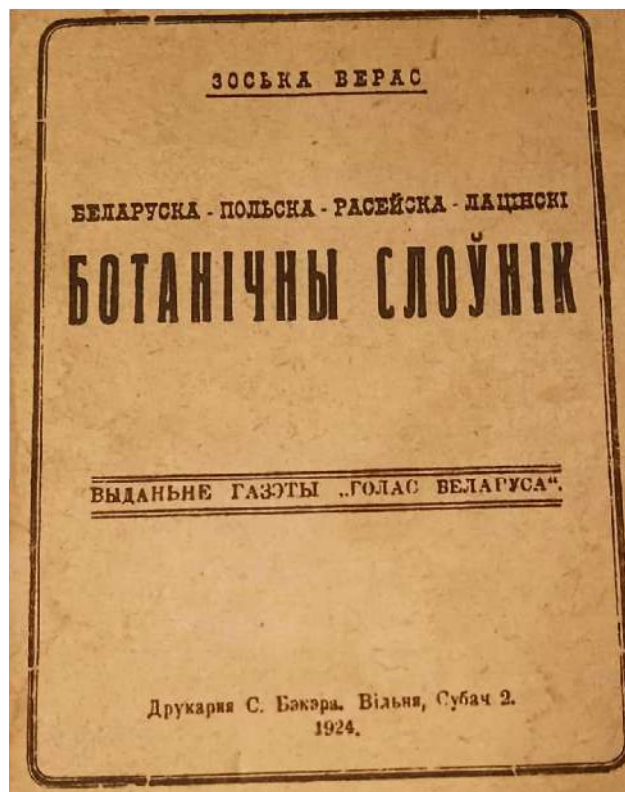 ЗОСЬКА ВЕРАС
БЕЛАРУСКА - ПОЛЬСКА - РАСЕЙСКА - ЛАЦІНСКІ
БОТАНІЧНЫ СЛОЎНІК
ВЫДАНЬНЕ ГАЗЭТЫ „ГОЛАС БЕЛАРУСА“.
Друкарня С. Бэкэра. Вільня, Субач 2.
1924.